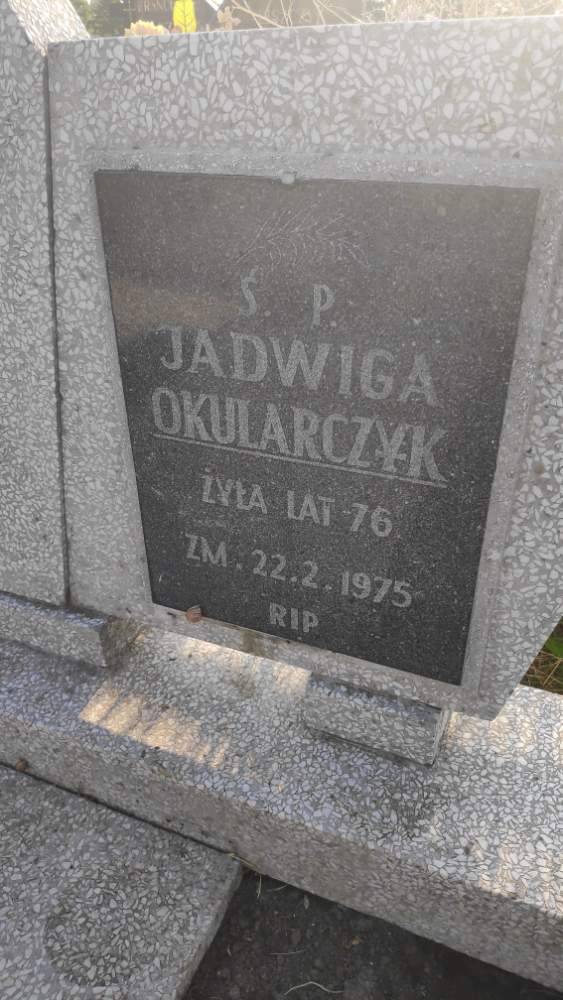 Ś P
JADWIGA
OKULARCZYK
ŻYŁA LAT 76
ZM. 22.2.1975
RIP